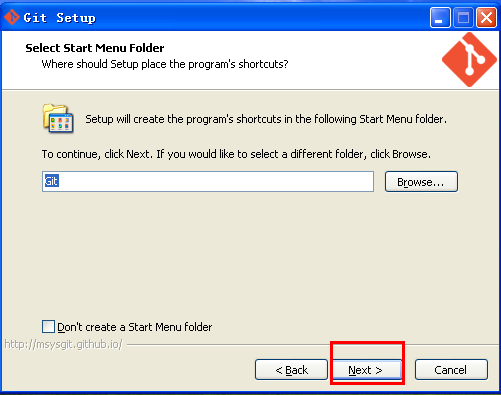 Git Setup
Select Start Menu Folder
Where should Setup place the program's shortcuts?
Setup will create the program's shortcuts in the following Start Menu folder.
To continue, click Next. If you would like to select a different folder, click Browse.
Git
Browse...
Don't create a Start Menu folder
http://msysgit.github.io/
< Back
Next >
Cancel